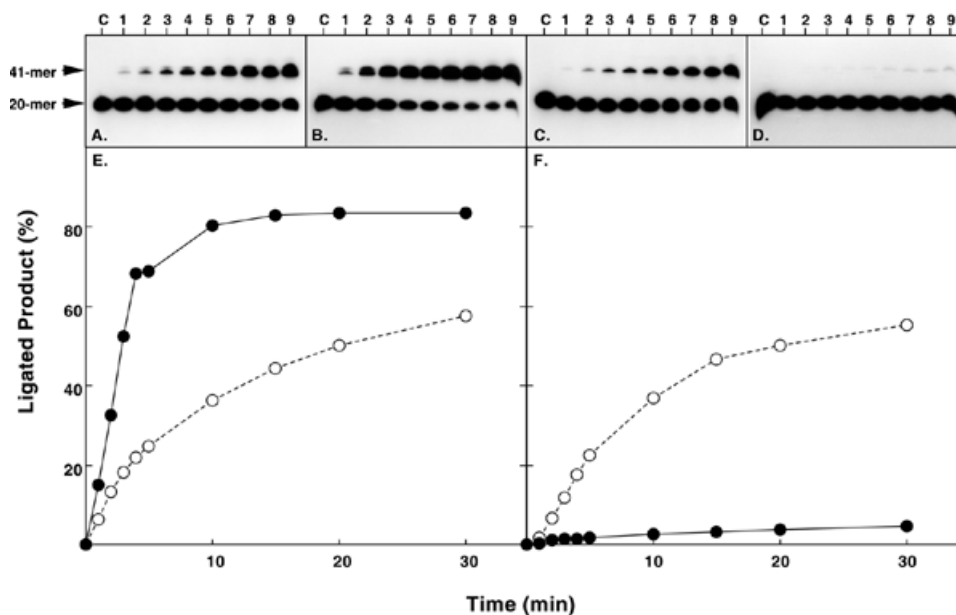 C 1 2 3 4 5 6 7 8 9 C 1 2 3 4 5 6 7 8 9 C 1 2 3 4 5 6 7 8 9 C 1 2 3 4 5 6 7 8 9
41-mer
20-mer
A. B. C. D.
E. F.
80
60
40
20
Ligated Product (%)
10 20 30 10 20 30
Time (min)